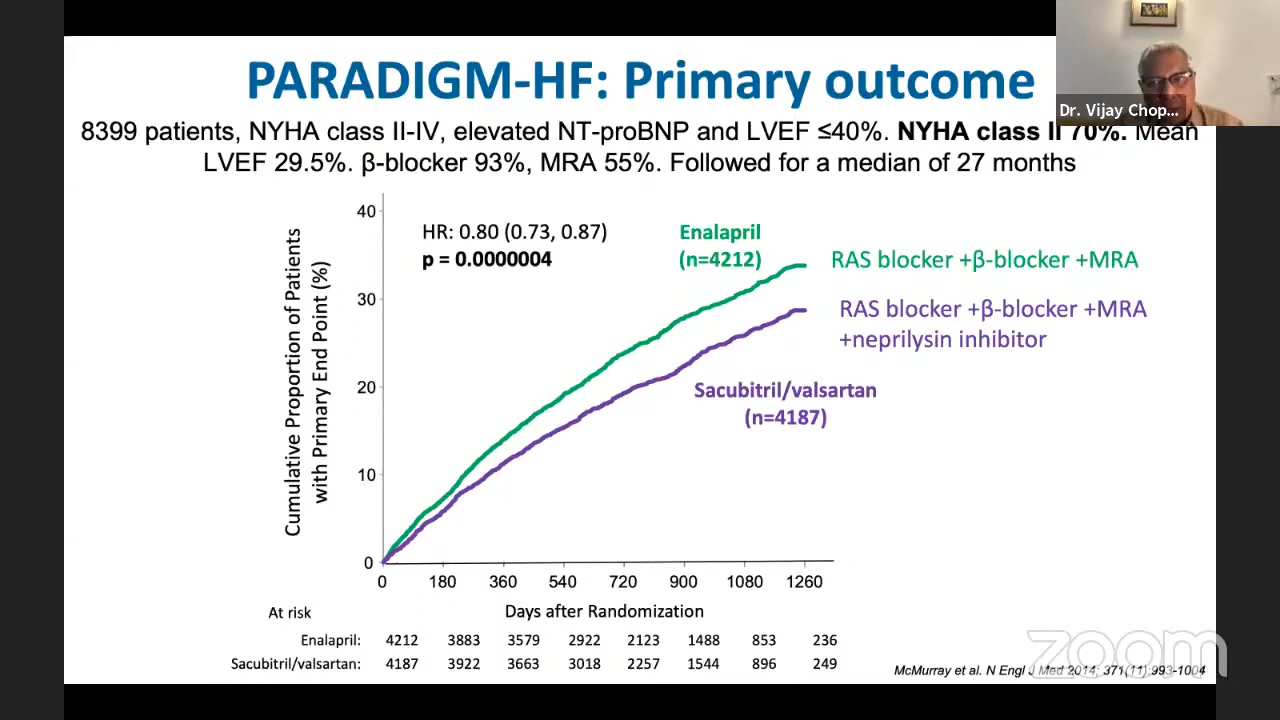 PARADIGM-HF: Primary outcome
Dr. Vijay Chop...
8399 patients, NYHA class II-IV, elevated NT-proBNP and LVEF ≤40%. NYHA class II 70%. Mean
LVEF 29.5%. β-blocker 93%, MRA 55%. Followed for a median of 27 months
Cumulative Proportion of Patients
with Primary End Point (%)
40
30
20
10
0
HR: 0.80 (0.73, 0.87)
p = 0.0000004
Enalapril
(n=4212)
RAS blocker +β-blocker +MRA
RAS blocker +β-blocker +MRA
+neprilysin inhibitor
Sacubitril/valsartan
(n=4187)
0 180 360 540 720 900 1080 1260
Days after Randomization
At risk
Enalapril: 4212 3883 3579 2922 2123 1488 853 236
Sacubitril/valsartan: 4187 3922 3663 3018 2257 1544 896 249
McMurray et al. N Engl J Med 2014; 371(11):993-1004
zoom